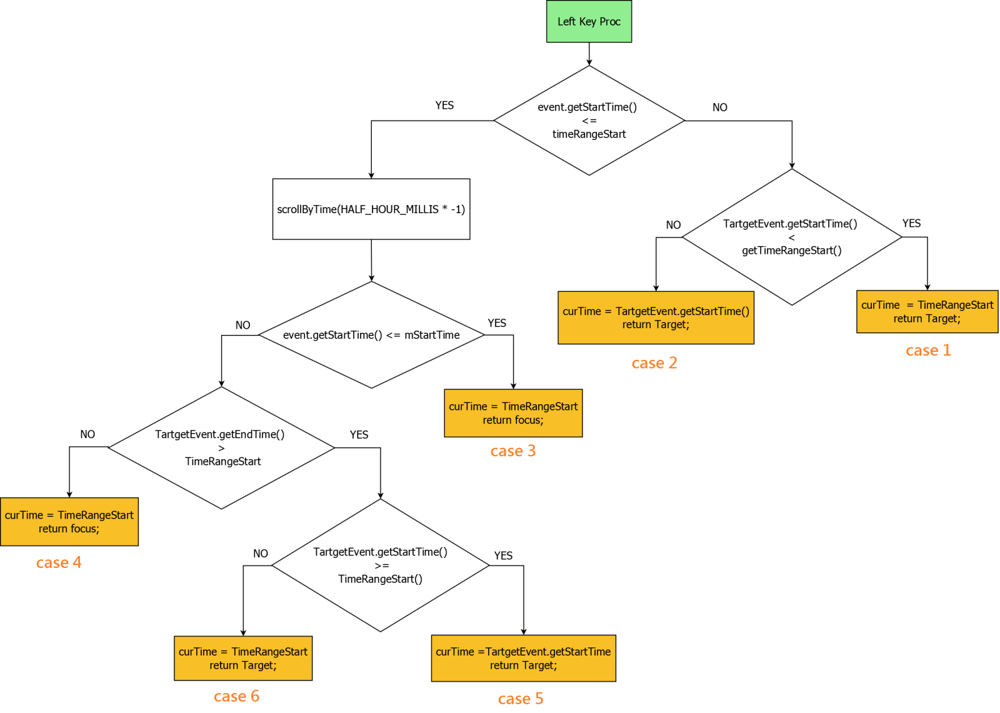 Left Key Proc
YES
event.getStartTime()
<=
timeRangeStart
NO
scrollByTime(HALF_HOUR_MILLIS * -1)
NO
TartgetEvent.getStartTime()
<
getTimeRangeStart()
YES
curTime = TartgetEvent.getStartTime()
return Target;
case 2
curTime  = TimeRangeStart
return Target;
case 1
NO
event.getStartTime() <= mStartTime
YES
curTime = TimeRangeStart
return focus;
case 3
NO
TartgetEvent.getEndTime()
>
TimeRangeStart
YES
curTime = TimeRangeStart
return focus;
case 4
NO
TartgetEvent.getStartTime()
>=
TimeRangeStart()
YES
curTime = TimeRangeStart
return Target;
case 6
curTime =TartgetEvent.getStartTime
return Target;
case 5